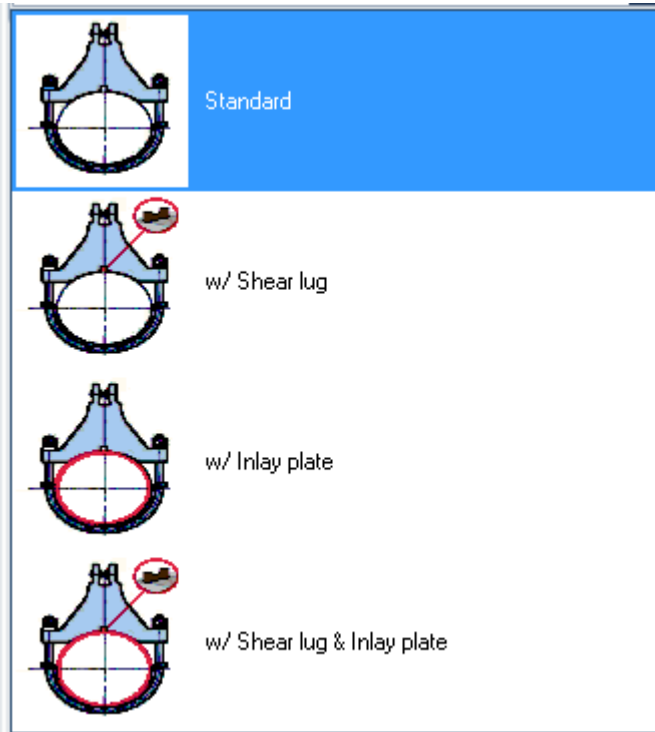 Standard
w/ Shear lug
w/ Inlay plate
w/ Shear lug & Inlay plate